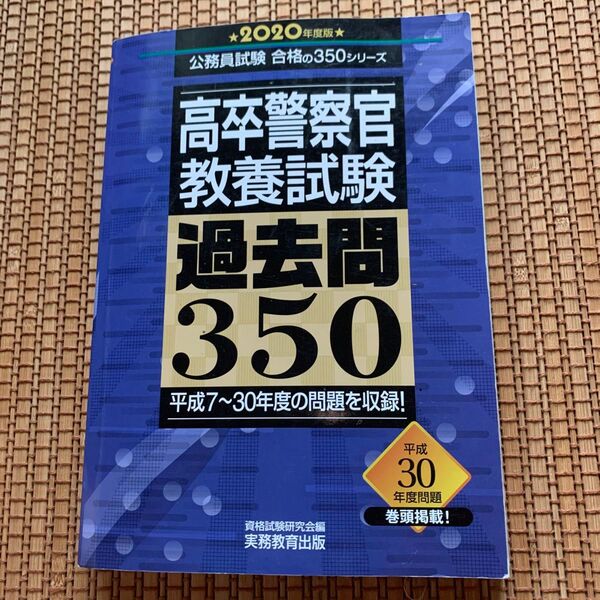 ★2020年度版★
公務員試験 合格の350シリーズ
高卒警察官
教養試験
過去問
350
平成7～30年度の問題を収録!
平成
30
年度問題
巻頭掲載!
資格試験研究会編
実務教育出版